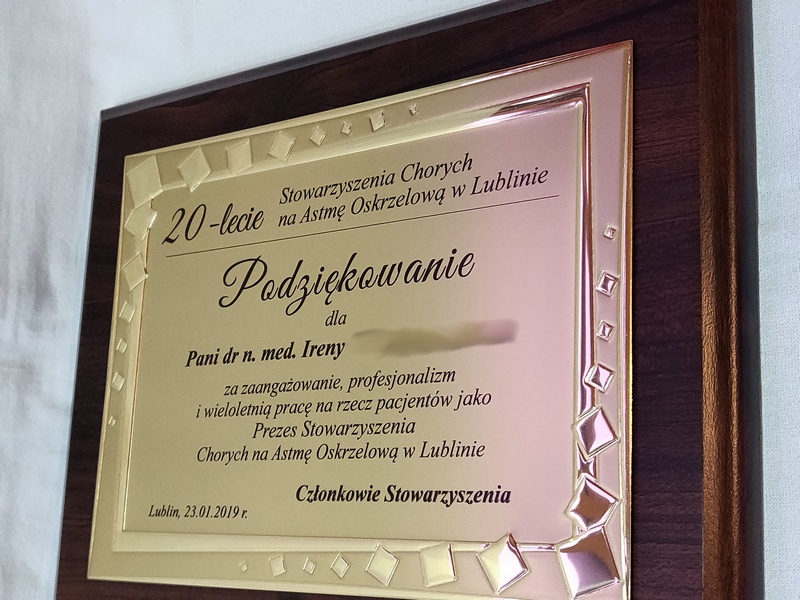 20-lecie Stowarzyszenia Chorych
na Astmę Oskrzelową w Lublinie
Podziękowanie
dla
Pani dr n. med. Ireny
za zaangażowanie, profesjonalizm
i wieloletnią pracę na rzecz pacjentów jako
Prezes Stowarzyszenia
Chorych na Astmę Oskrzelową w Lublinie
Członkowie Stowarzyszenia
Lublin, 23.01.2019 r.